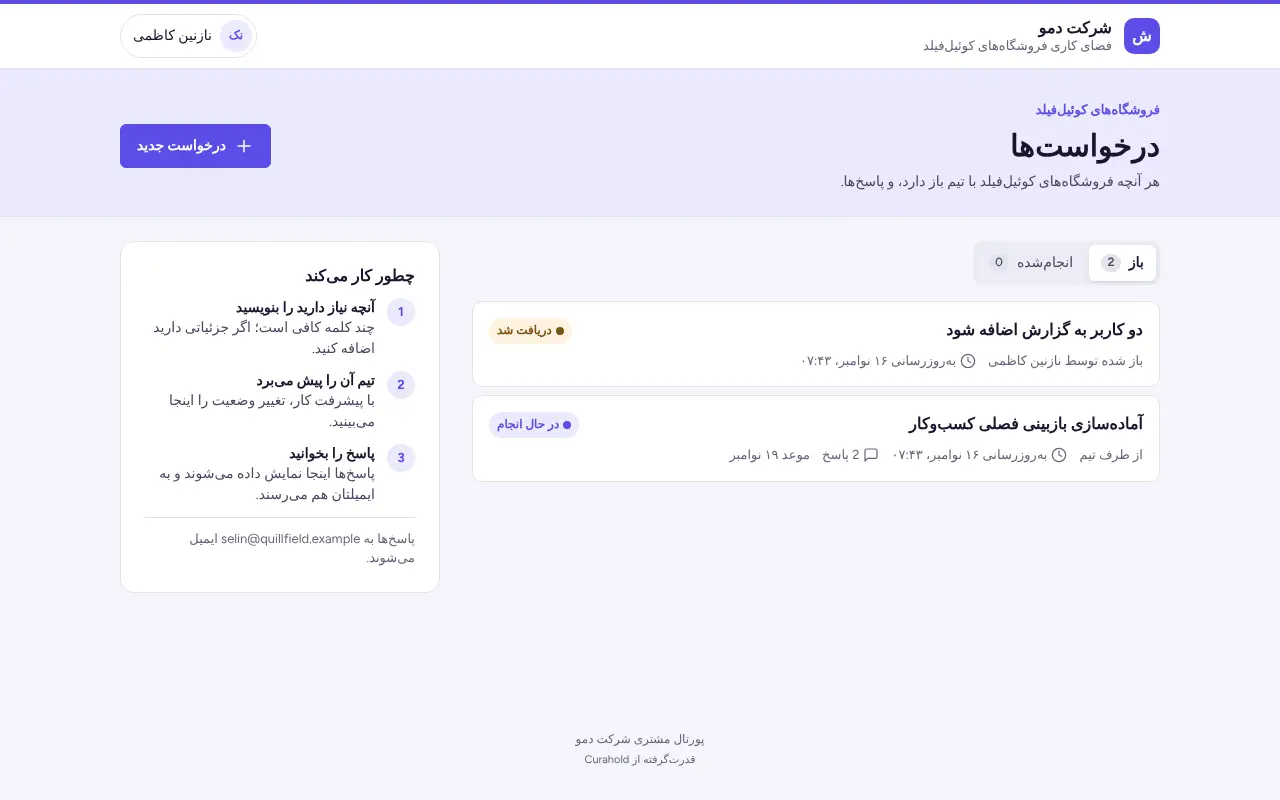 ش
شرکت دمو
فضای کاری فروشگاه‌های کوئیل‌فیلد
نک
نازنین کاظمی
فروشگاه‌های کوئیل‌فیلد
درخواست‌ها
هر آنچه فروشگاه‌های کوئیل‌فیلد با تیم باز دارد، و پاسخ‌ها.
درخواست جدید
باز 2
انجام‌شده 0
دو کاربر به گزارش اضافه شود
دریافت شد
باز شده توسط نازنین کاظمی به‌روزرسانی ۱۶ نوامبر، ۰۷:۴۳
آماده‌سازی بازبینی فصلی کسب‌وکار
در حال انجام
از طرف تیم به‌روزرسانی ۱۶ نوامبر، ۰۷:۴۳ 2 پاسخ موعد ۱۹ نوامبر
چطور کار می‌کند
1 آنچه نیاز دارید را بنویسید
چند کلمه کافی است؛ اگر جزئیاتی دارید
اضافه کنید.
2 تیم آن را پیش می‌برد
با پیشرفت کار، تغییر وضعیت را اینجا
می‌بینید.
3 پاسخ را بخوانید
پاسخ‌ها اینجا نمایش داده می‌شوند و به
ایمیلتان هم می‌رسند.
پاسخ‌ها به selin@quillfield.example ایمیل
می‌شوند.
پورتال مشتری شرکت دمو
قدرت‌گرفته از Curahold